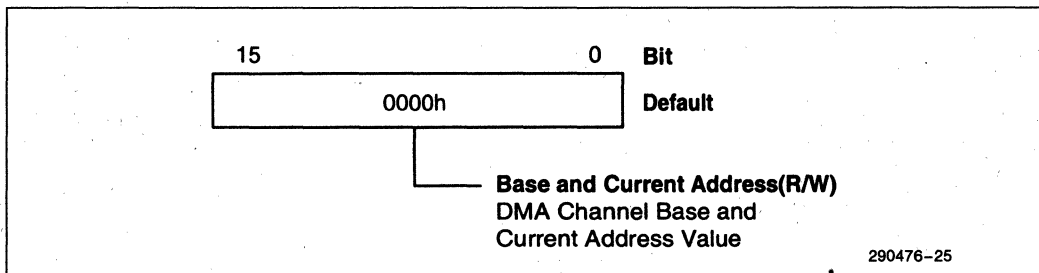 15 0 Bit
0000h Default
Base and Current Address(R/W)
DMA Channel Base and
Current Address Value
290476–25